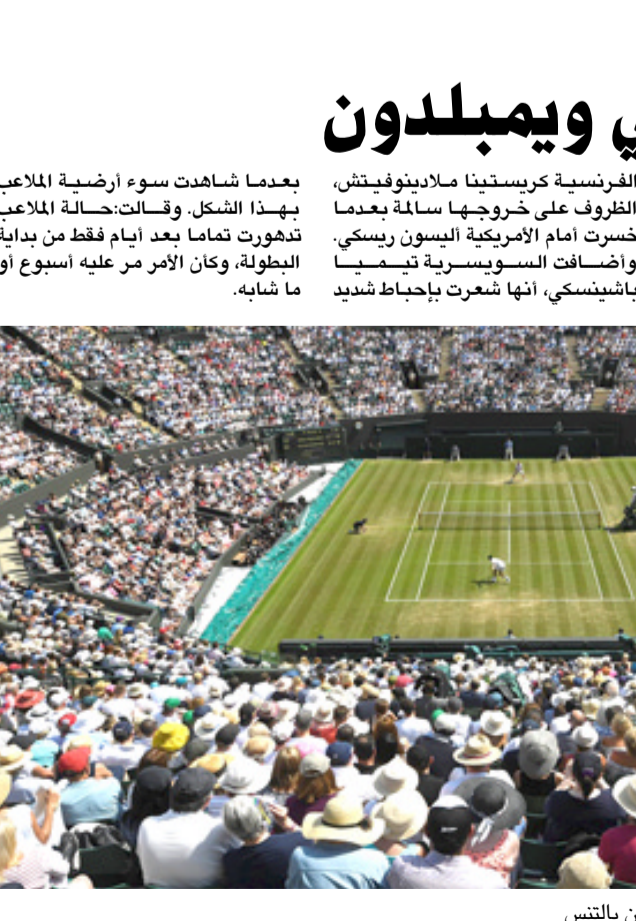 ي ويمبلدون
الفرنسية كريستينا ملادينوفيتش،
الظروف على خروجها سالمة بعدما
خسرت أمام الأمريكية أليسون ريسكي.
وأضافت السويسرية تيميا
باشينسكي، أنها شعرت بإحباط شديد
بعدما شاهدت سوء أرضية الملاعب
بهذا الشكل. وقالت:حالة الملاعب
تدهورت تماما بعد أيام فقط من بداية
البطولة، وكأن الأمر مر عليه أسبوع أو
ما شابه.
ن بالتنس